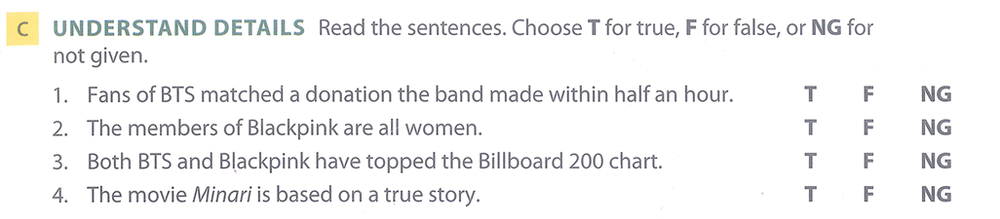 C UNDERSTAND DETAILS Read the sentences. Choose T for true, F for false, or NG for
not given.
1. Fans of BTS matched a donation the band made within half an hour. T F NG
2. The members of Blackpink are all women. T F NG
3. Both BTS and Blackpink have topped the Billboard 200 chart. T F NG
4. The movie Minari is based on a true story. T F NG